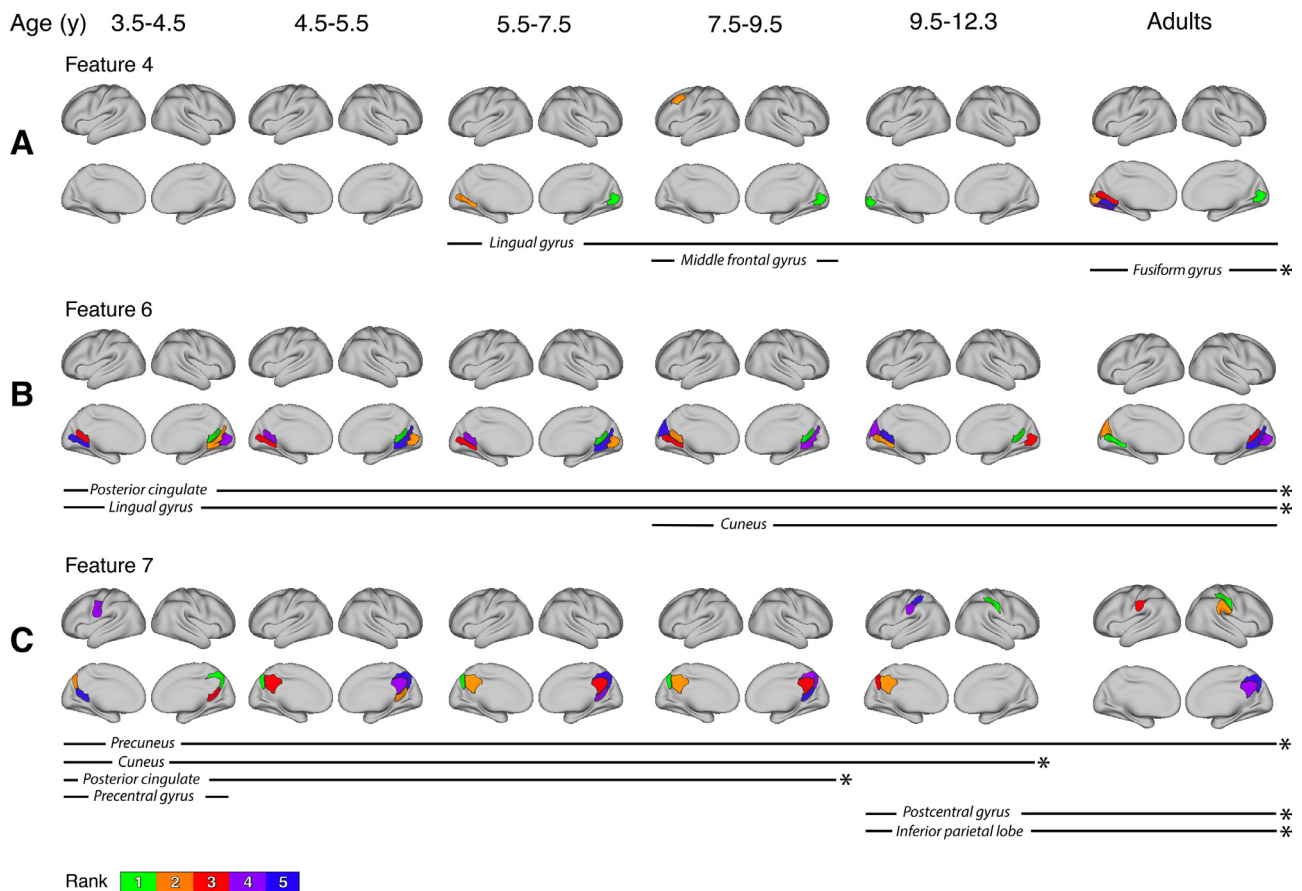 Age (y) 3.5-4.5 4.5-5.5 5.5-7.5 7.5-9.5 9.5-12.3 Adults
Feature 4
A
Lingual gyrus
Middle frontal gyrus
Fusiform gyrus *
Feature 6
B
Posterior cingulate *
Lingual gyrus *
Cuneus
Feature 7
C
Precuneus *
Cuneus *
Posterior cingulate *
Precentral gyrus
Postcentral gyrus *
Inferior parietal lobe *
Rank 1 2 3 4 5